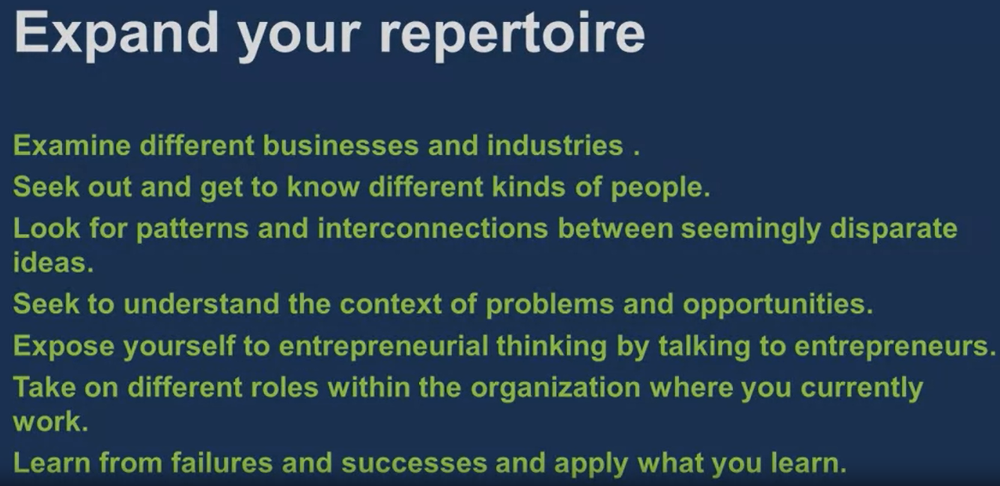 Expand your repertoire
Examine different businesses and industries .
Seek out and get to know different kinds of people.
Look for patterns and interconnections between seemingly disparate
ideas.
Seek to understand the context of problems and opportunities.
Expose yourself to entrepreneurial thinking by talking to entrepreneurs.
Take on different roles within the organization where you currently
work.
Learn from failures and successes and apply what you learn.